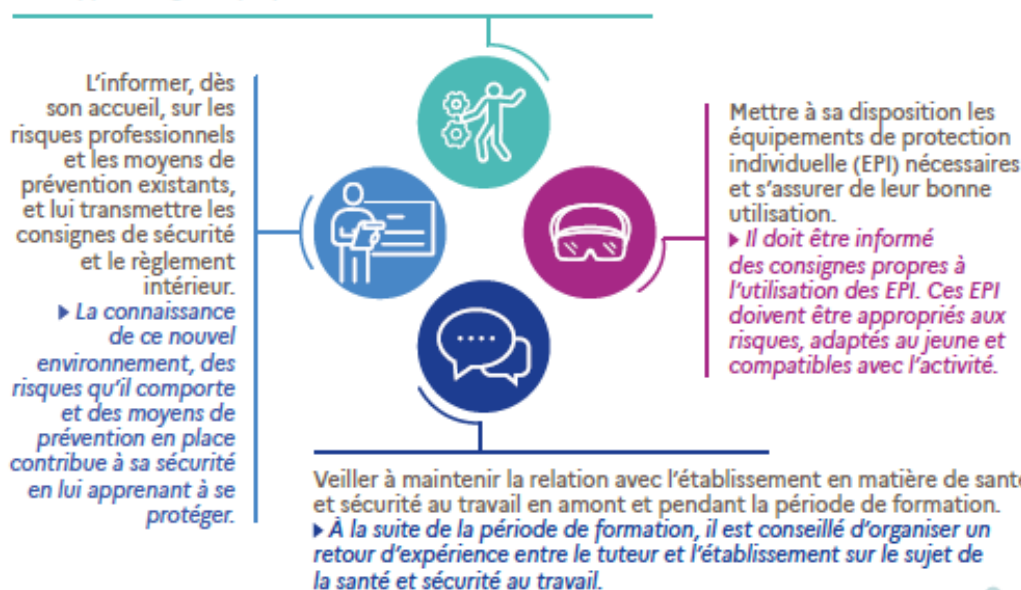 L'informer, dès
son accueil, sur les
risques professionnels
et les moyens de
prévention existants,
et lui transmettre les
consignes de sécurité
et le règlement
intérieur.
▸ La connaissance
de ce nouvel
environnement, des
risques qu'il comporte
et des moyens de
prévention en place
contribue à sa sécurité
en lui apprenant à se
protéger.
Mettre à sa disposition les
équipements de protection
individuelle (EPI) nécessaires
et s'assurer de leur bonne
utilisation.
▸ Il doit être informé
des consignes propres à
l'utilisation des EPI. Ces EPI
doivent être appropriés aux
risques, adaptés au jeune et
compatibles avec l'activité.
Veiller à maintenir la relation avec l'établissement en matière de santé
et sécurité au travail en amont et pendant la période de formation.
▸ À la suite de la période de formation, il est conseillé d'organiser un
retour d'expérience entre le tuteur et l'établissement sur le sujet de
la santé et sécurité au travail.